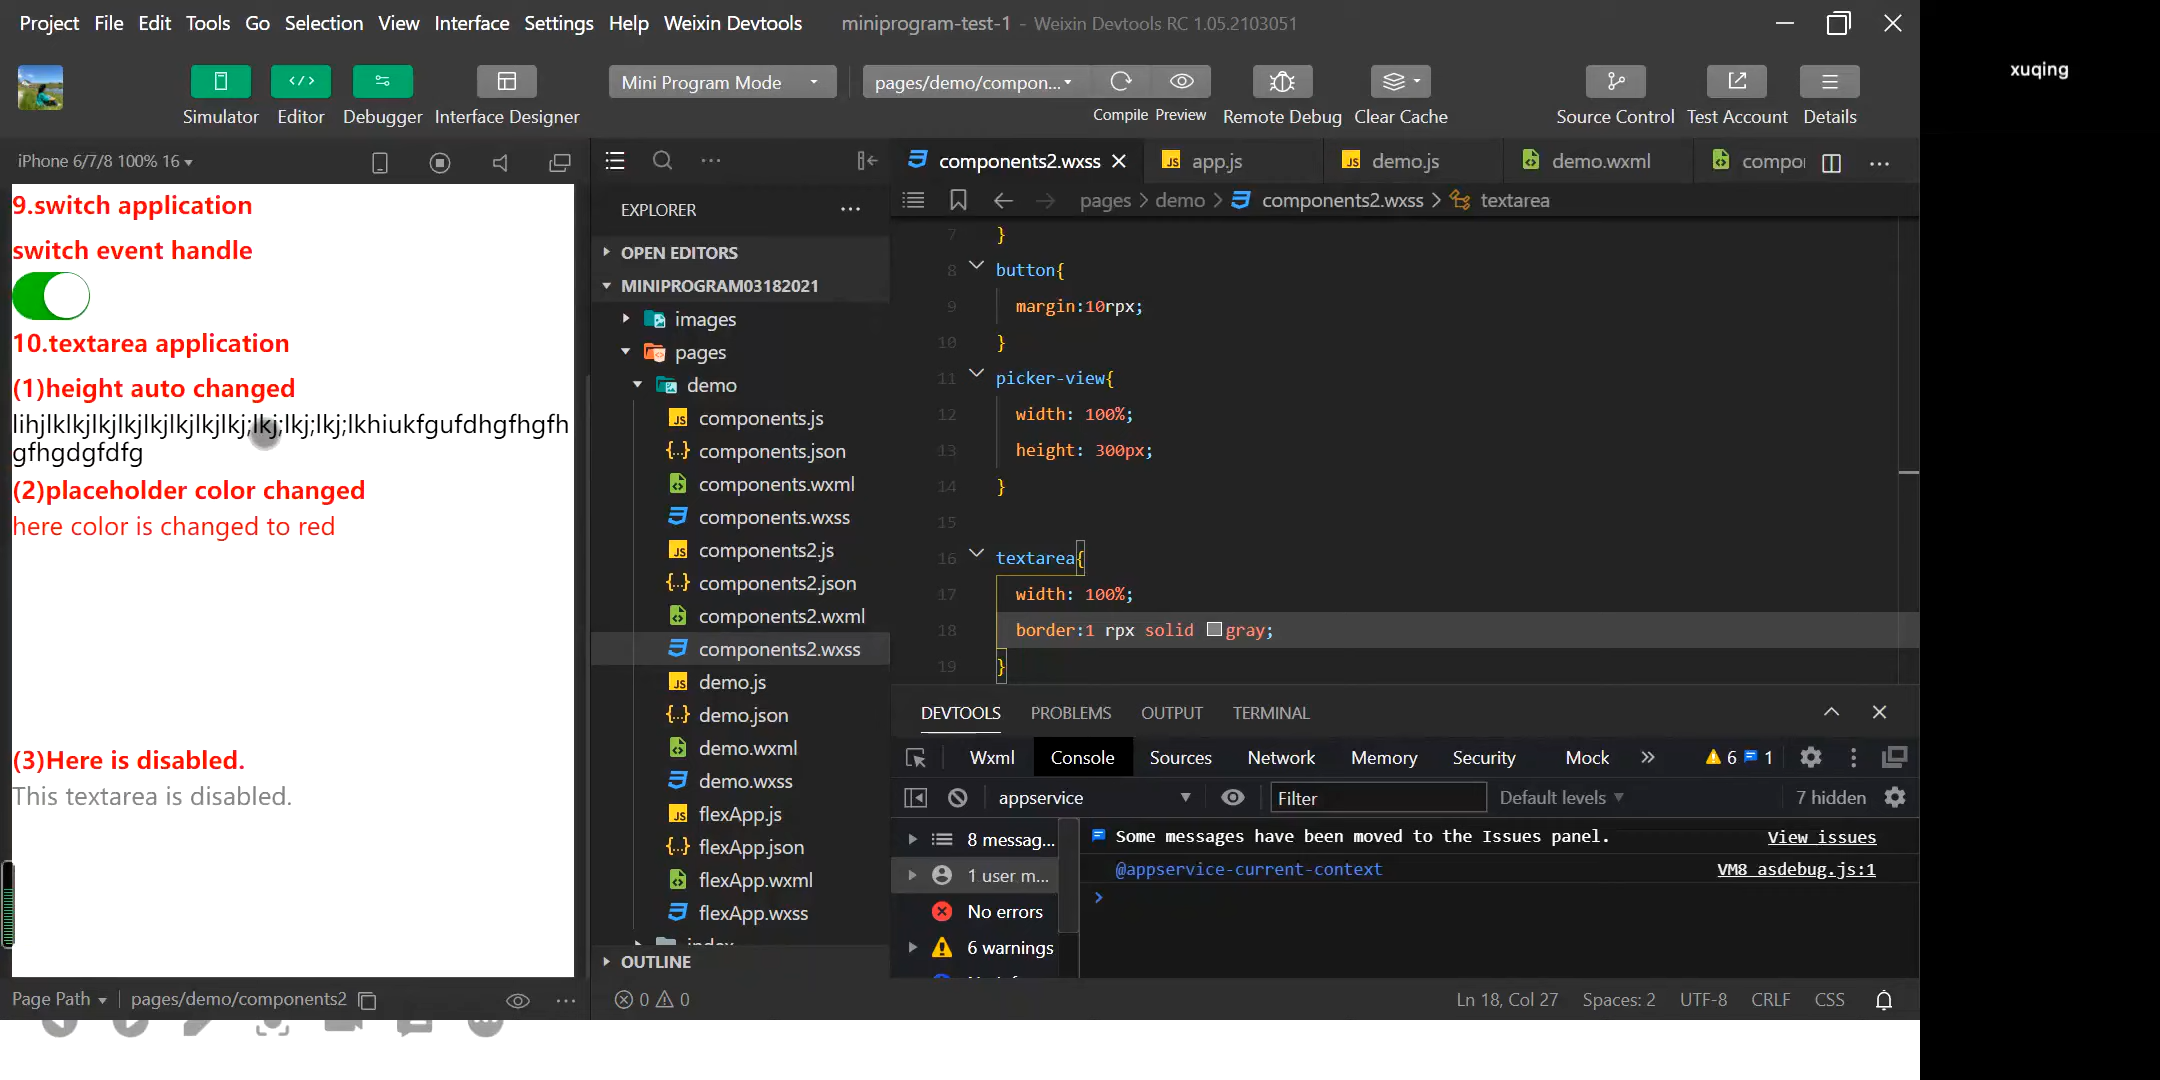 Project File Edit Tools Go Selection View Interface Settings Help Weixin Devtools miniprogram-test-1 - Weixin Devtools RC 1.05.2103051
xuqing
Mini Program Mode pages/demo/compon...
Simulator Editor Debugger Interface Designer Compile Preview Remote Debug Clear Cache Source Control Test Account Details
iPhone 6/7/8 100% 16
9.switch application
switch event handle
10.textarea application
(1)height auto changed
lihjlklkjlkjlkjlkjlkjlkjlkj;lkj;lkj;lkj;lkhiukfgufdhgfhgfh
gfhgdgfdfg
(2)placeholder color changed
here color is changed to red
(3)Here is disabled.
This textarea is disabled.
Page Path pages/demo/components2
EXPLORER
OPEN EDITORS
MINIPROGRAM03182021
images
pages
demo
components.js
components.json
components.wxml
components.wxss
components2.js
components2.json
components2.wxml
components2.wxss
demo.js
demo.json
demo.wxml
demo.wxss
flexApp.js
flexApp.json
flexApp.wxml
flexApp.wxss
OUTLINE
0 0
components2.wxss app.js demo.js demo.wxml compo
pages > demo > components2.wxss > textarea
7 }
8 button{
9 margin:10rpx;
10 }
11 picker-view{
12 width: 100%;
13 height: 300px;
14 }
15
16 textarea{
17 width: 100%;
18 border:1 rpx solid gray;
19 }
DEVTOOLS PROBLEMS OUTPUT TERMINAL
Wxml Console Sources Network Memory Security Mock 6 1
appservice Filter Default levels 7 hidden
8 messag...
1 user m...
No errors
6 warnings
Some messages have been moved to the Issues panel. View issues
@appservice-current-context VM8 asdebug.js:1
Ln 18, Col 27 Spaces: 2 UTF-8 CRLF CSS